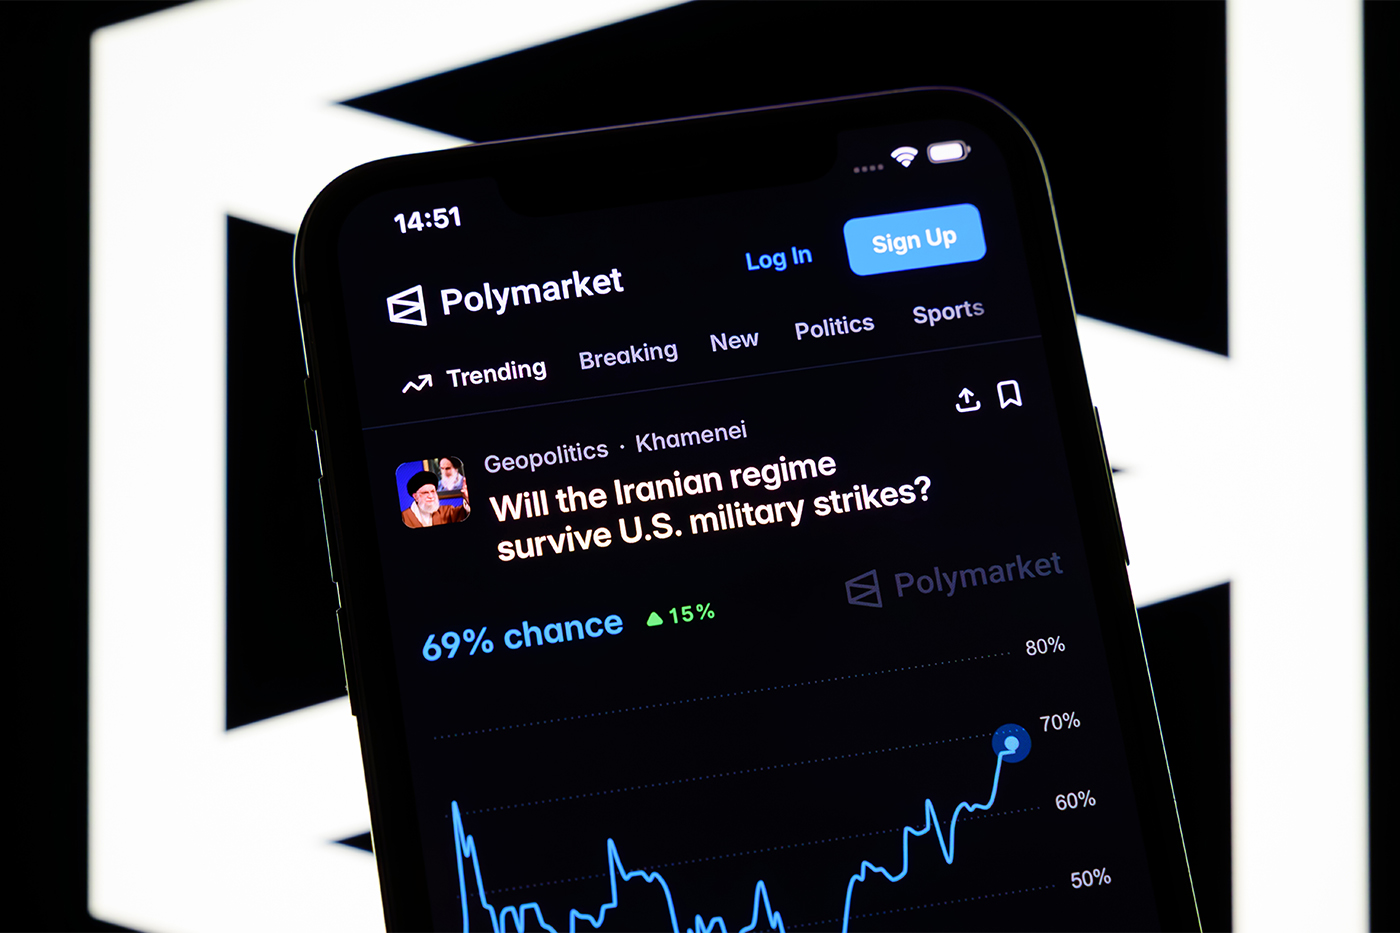 14:51
Log In
Sign Up
Polymarket
Trending Breaking New Politics Sports
Geopolitics · Khamenei
Will the Iranian regime
survive U.S. military strikes?
69% chance ▲15%
Polymarket
80%
70%
60%
50%